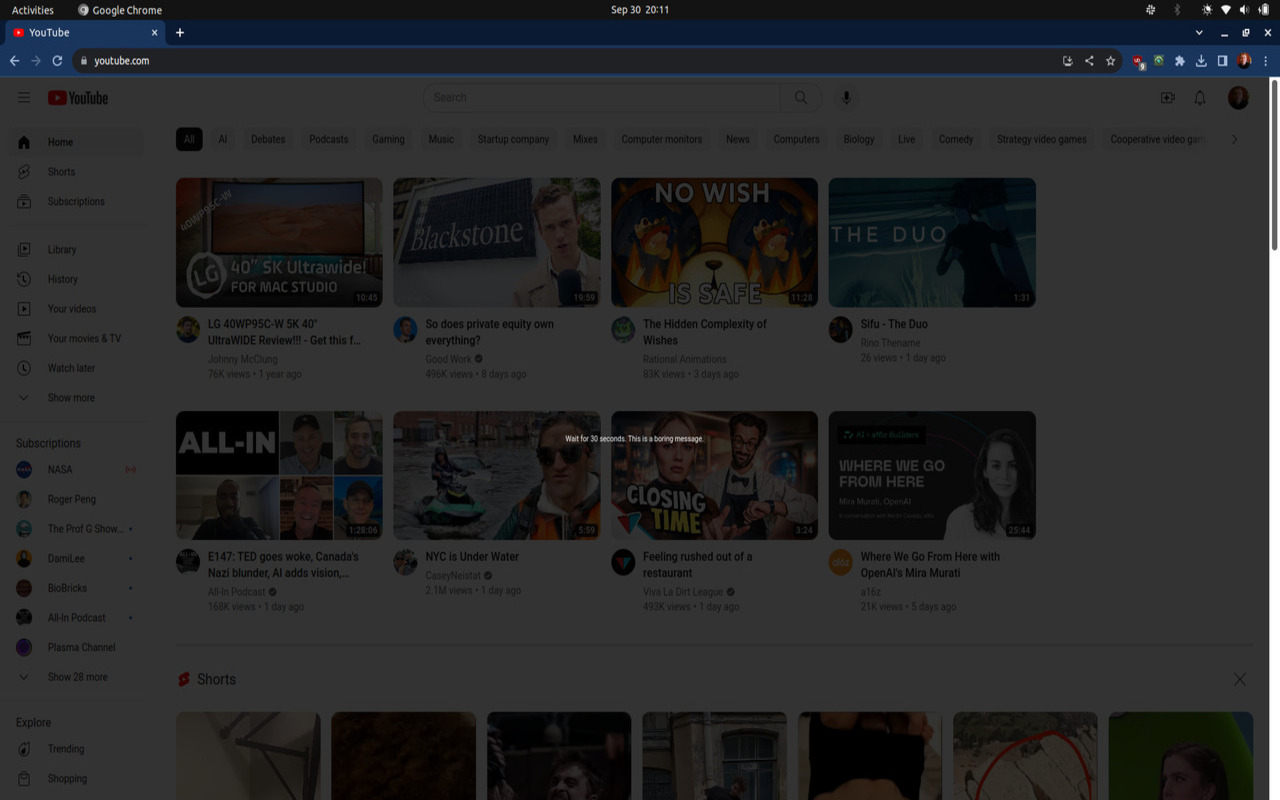 Activities
Google Chrome
Sep 30 20:11
YouTube
youtube.com
9
YouTube
Search
All
AI
Debates
Podcasts
Gaming
Music
Startup company
Mixes
Computer monitors
News
Computers
Biology
Live
Comedy
Strategy video games
Cooperative video gam
Home
Shorts
Subscriptions
Library
History
Your videos
Your movies & TV
Watch later
Show more
Subscriptions
NASA
Roger Peng
The Prof G Show...
DamiLee
BioBricks
All-In Podcast
Plasma Channel
Show 28 more
Explore
Trending
Shopping
40WP95C-W
LG
40" 5K Ultrawide!
FOR MAC STUDIO
10:45
LG 40WP95C-W 5K 40"
UltraWIDE Review!!! - Get this f...
Johnny McClung
76K views • 1 year ago
Blackstone
19:59
So does private equity own
everything?
Good Work
496K views • 8 days ago
NO WISH
IS SAFE
11:28
The Hidden Complexity of
Wishes
Rational Animations
83K views • 3 days ago
THE DUO
1:31
Sifu - The Duo
Rino Thename
26 views • 1 day ago
Wait for 30 seconds. This is a boring message.
ALL-IN
1:28:06
E147: TED goes woke, Canada's
Nazi blunder, AI adds vision,...
All-In Podcast
168K views • 1 day ago
5:59
NYC is Under Water
CaseyNeistat
2.1M views • 1 day ago
CLOSING
TIME
3:24
Feeling rushed out of a
restaurant
Viva La Dirt League
493K views • 1 day ago
WHERE WE GO
FROM HERE
Mira Murati, OpenAI
25:44
Where We Go From Here with
OpenAI's Mira Murati
a16z
21K views • 5 days ago
Shorts